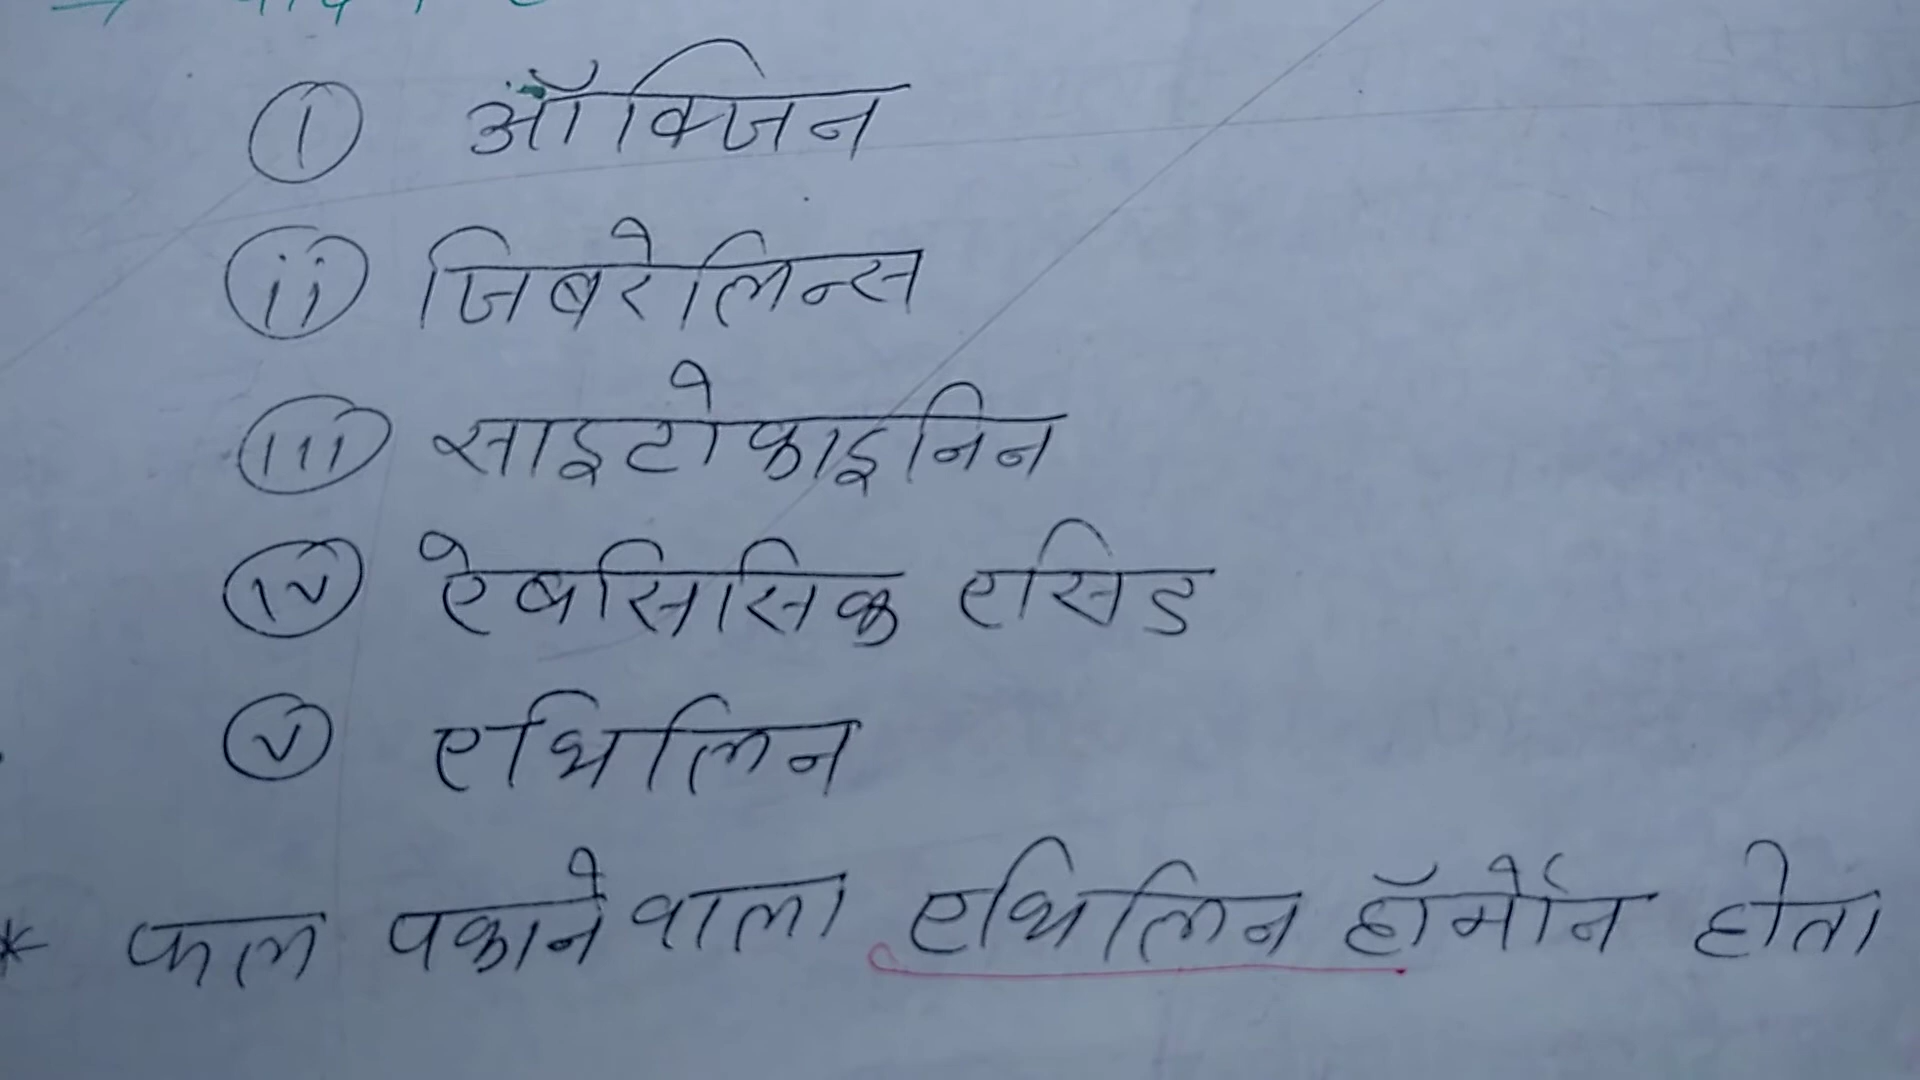 (i) ऑक्जिन
(ii) जिबरेलिन्स
(iii) साइटोकाइनिन
(iv) ऐबसिसिक एसिड
(v) एथिलिन
* फल पकाने वाला एथिलिन हॉर्मोन होता